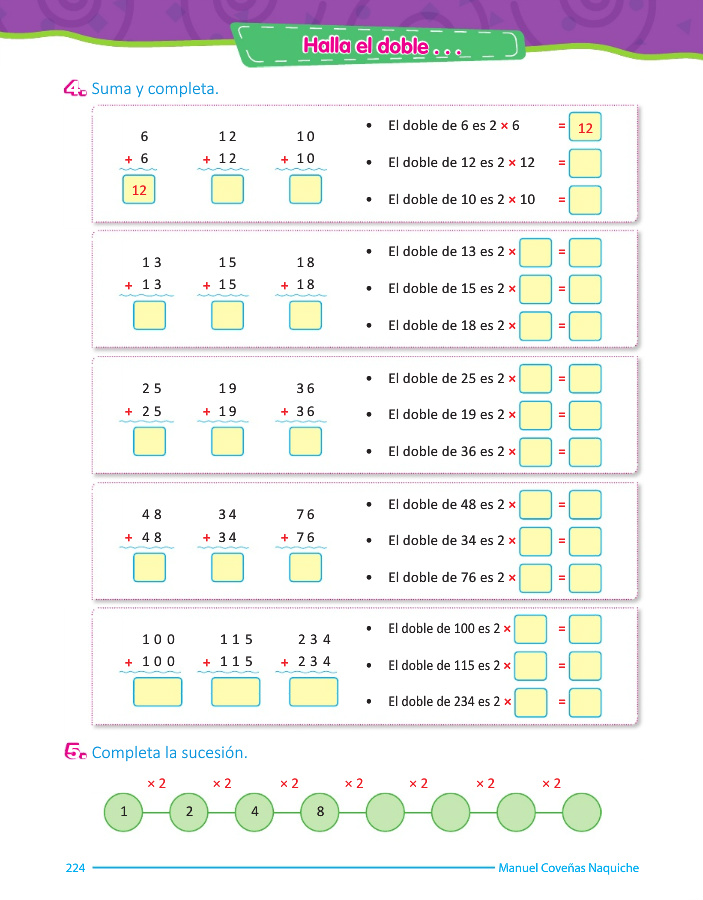 Halla el doble . . .
4. Suma y completa.
6 12 10
+ 6 + 12 + 10
12
• El doble de 6 es 2 × 6 = 12
• El doble de 12 es 2 × 12 =
• El doble de 10 es 2 × 10 =
13 15 18
+ 13 + 15 + 18
• El doble de 13 es 2 × =
• El doble de 15 es 2 × =
• El doble de 18 es 2 × =
25 19 36
+ 25 + 19 + 36
• El doble de 25 es 2 × =
• El doble de 19 es 2 × =
• El doble de 36 es 2 × =
48 34 76
+ 48 + 34 + 76
• El doble de 48 es 2 × =
• El doble de 34 es 2 × =
• El doble de 76 es 2 × =
100 115 234
+ 100 + 115 + 234
• El doble de 100 es 2 × =
• El doble de 115 es 2 × =
• El doble de 234 es 2 × =
5. Completa la sucesión.
× 2 × 2 × 2 × 2 × 2 × 2 × 2
1 2 4 8
224 Manuel Coveñas Naquiche